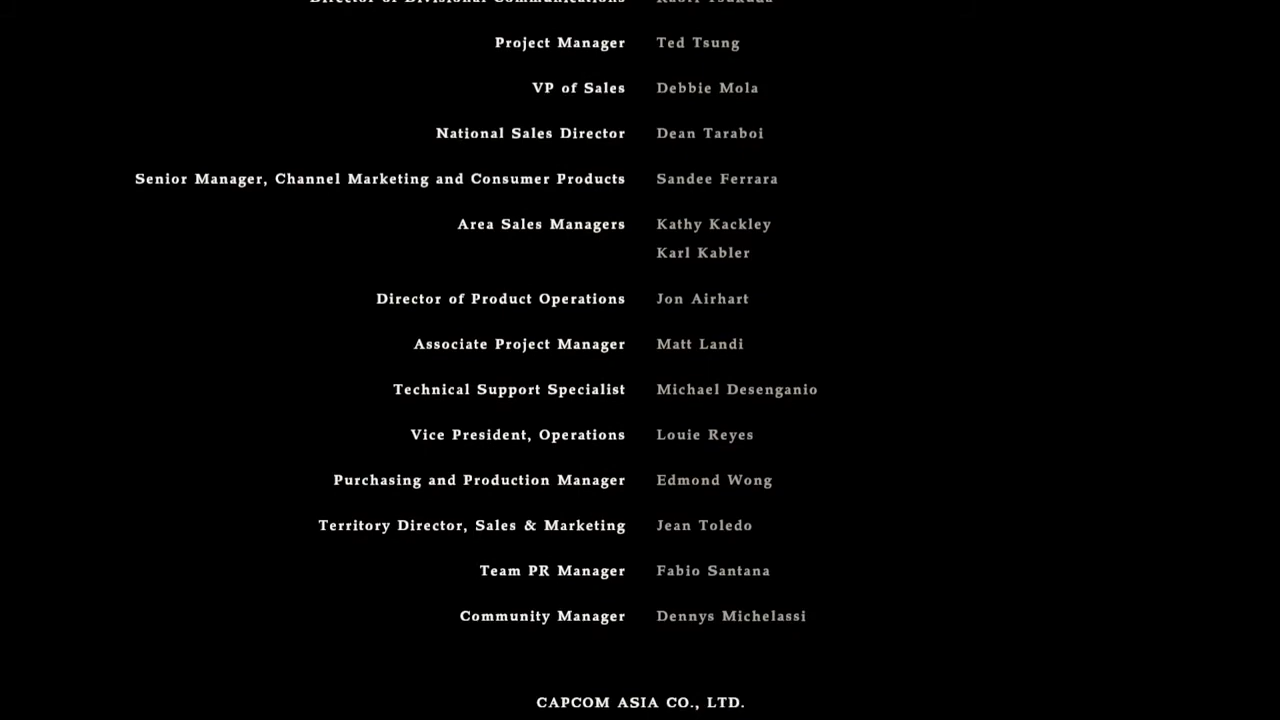 Project Manager Ted Tsung
VP of Sales Debbie Mola
National Sales Director Dean Taraboi
Senior Manager, Channel Marketing and Consumer Products Sandee Ferrara
Area Sales Managers Kathy Kackley
Karl Kabler
Director of Product Operations Jon Airhart
Associate Project Manager Matt Landi
Technical Support Specialist Michael Desenganio
Vice President, Operations Louie Reyes
Purchasing and Production Manager Edmond Wong
Territory Director, Sales & Marketing Jean Toledo
Team PR Manager Fabio Santana
Community Manager Dennys Michelassi
CAPCOM ASIA CO., LTD.